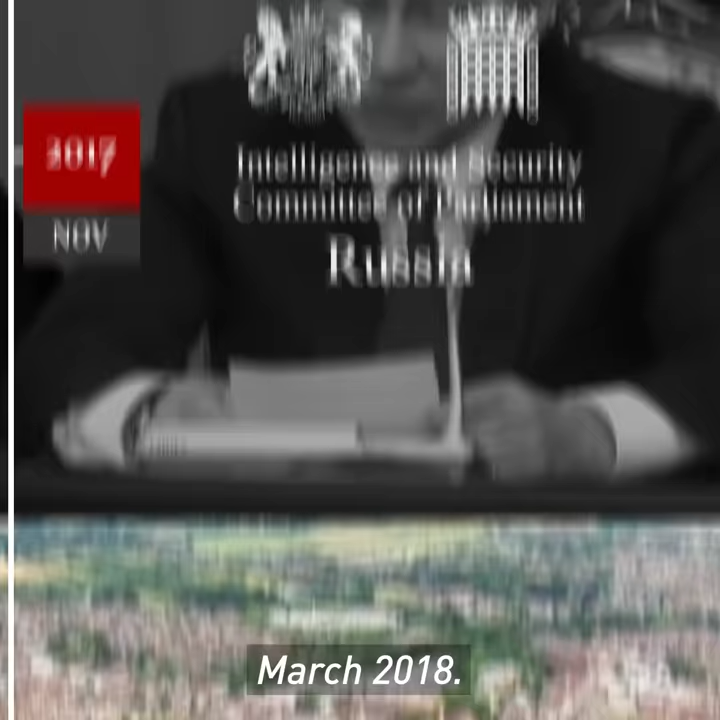 2017
NOV
Intelligence and Security
Committee of Parliament
Russia
March 2018.